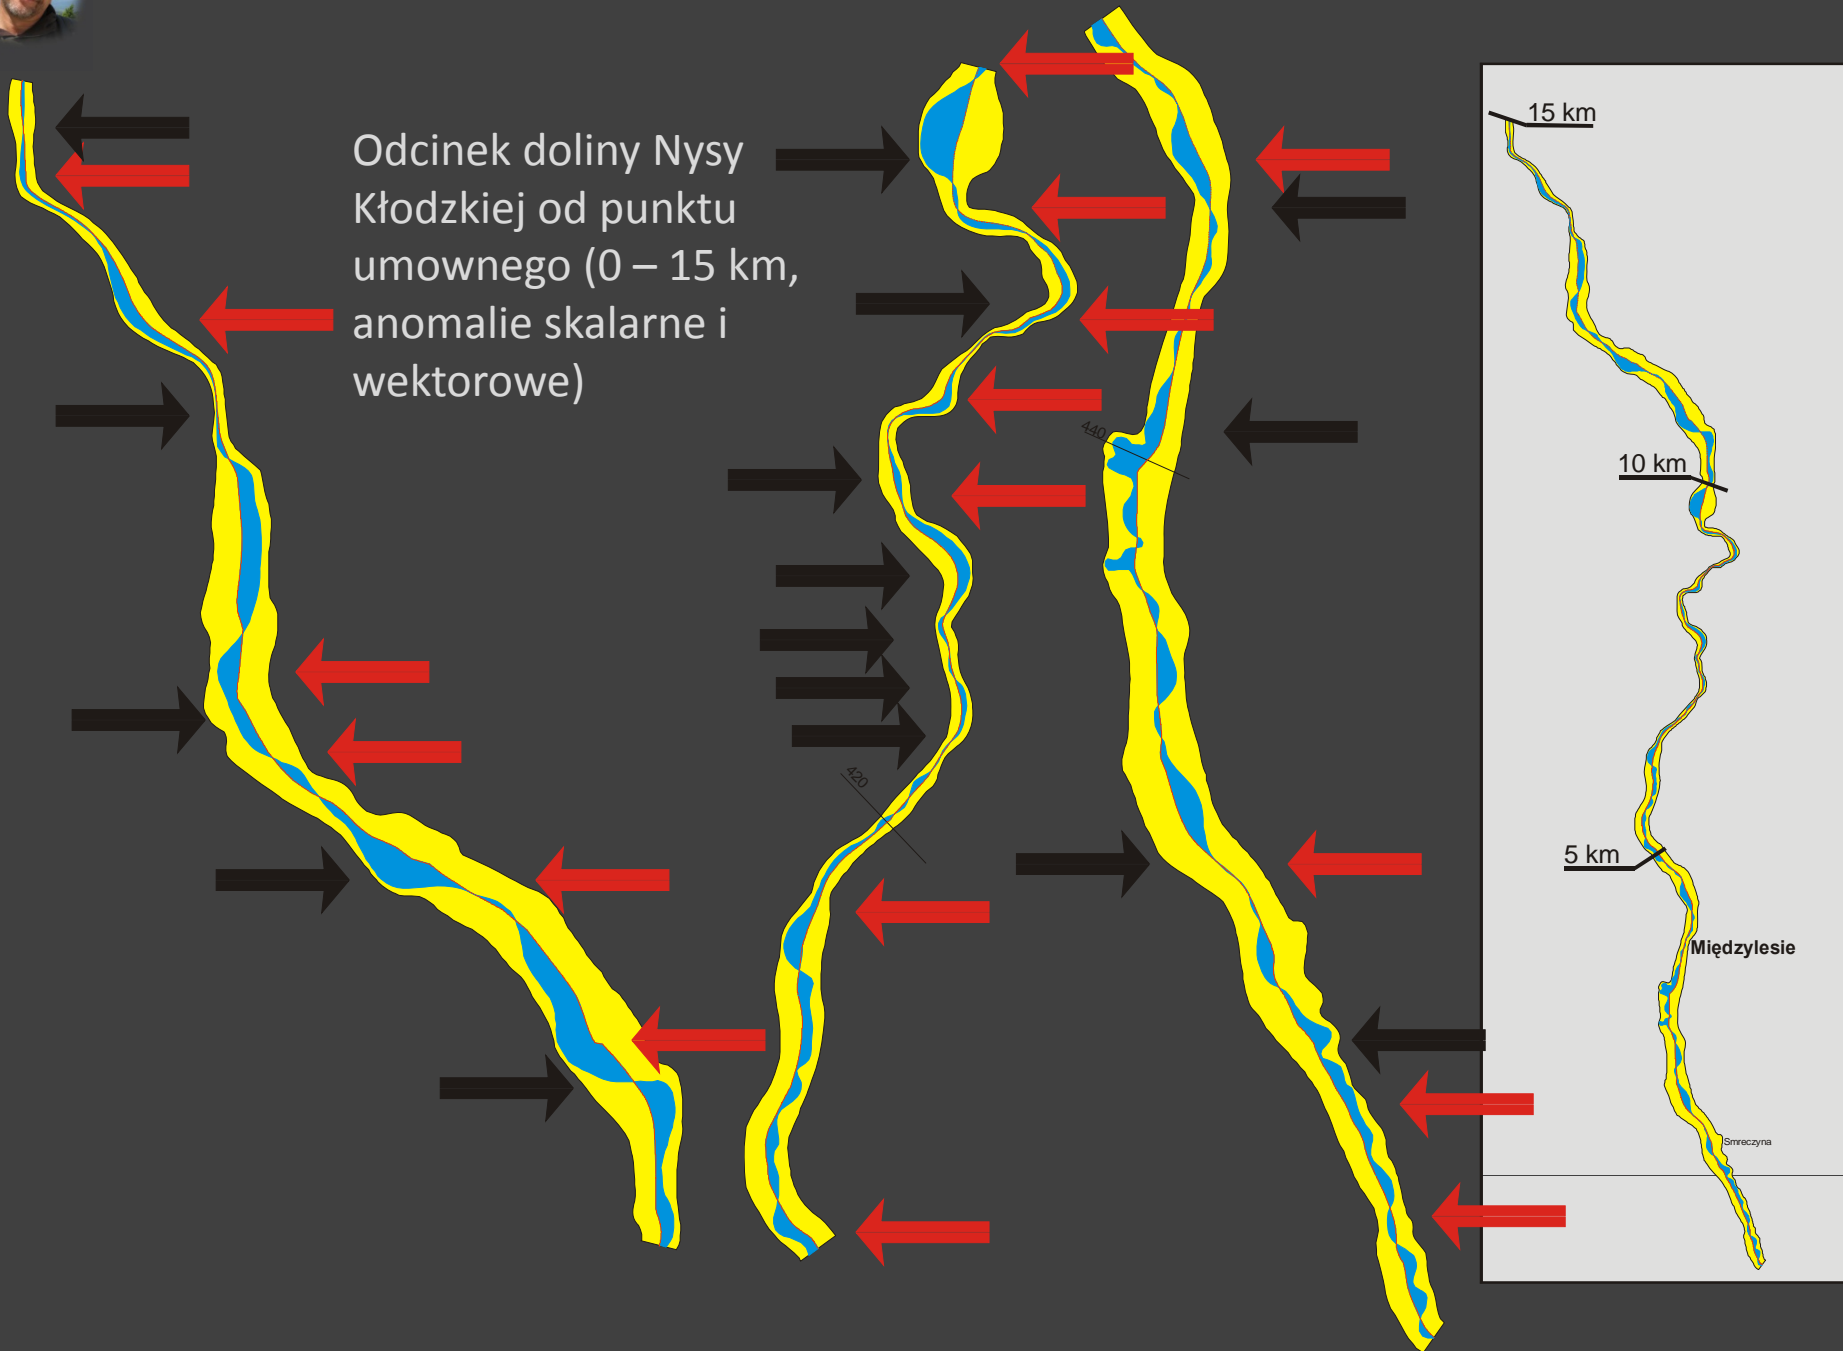 Odcinek doliny Nysy
Kłodzkiej od punktu
umownego (0 – 15 km,
anomalie skalarne i
wektorowe)
440
420
15 km
10 km
5 km
Międzylesie
Smreczyna